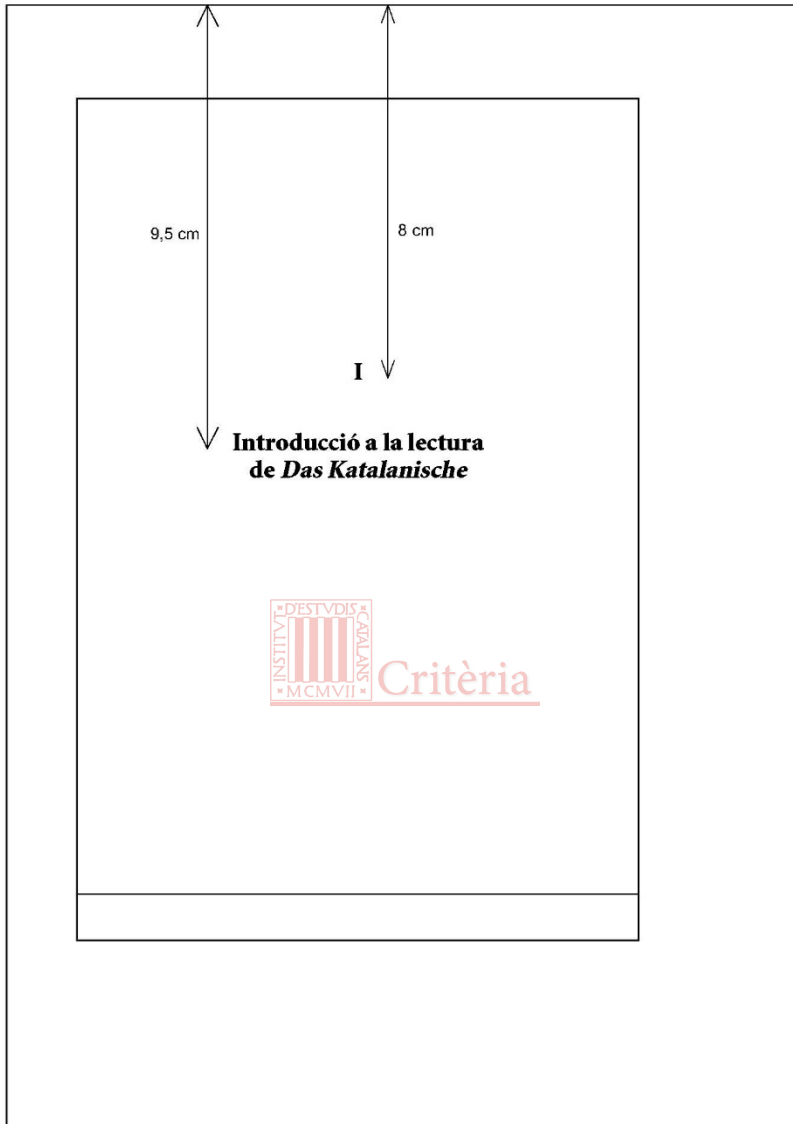 9,5 cm
8 cm
I
Introducció a la lectura
de Das Katalanische
INSTITVT
D'ESTVDIS
CATALANS
MCMVII
Critèria